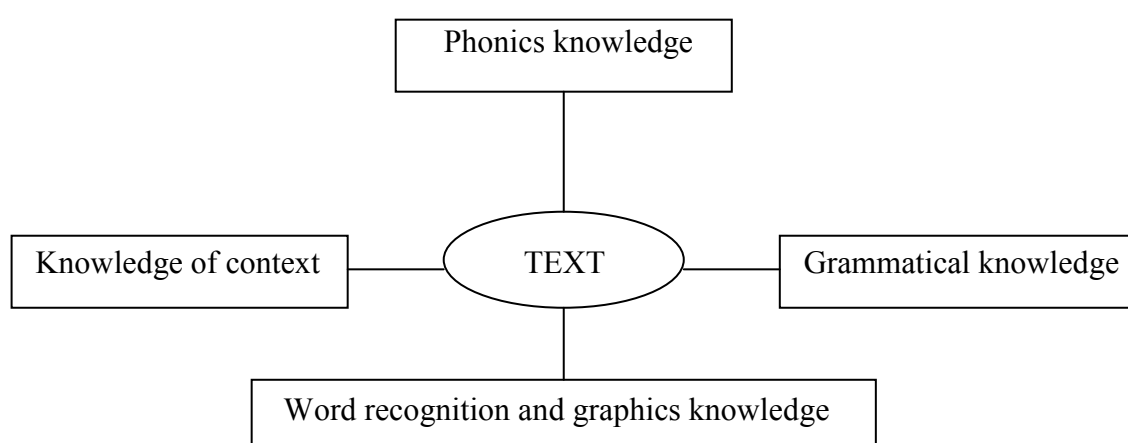 Phonics knowledge
Knowledge of context
TEXT
Grammatical knowledge
Word recognition and graphics knowledge